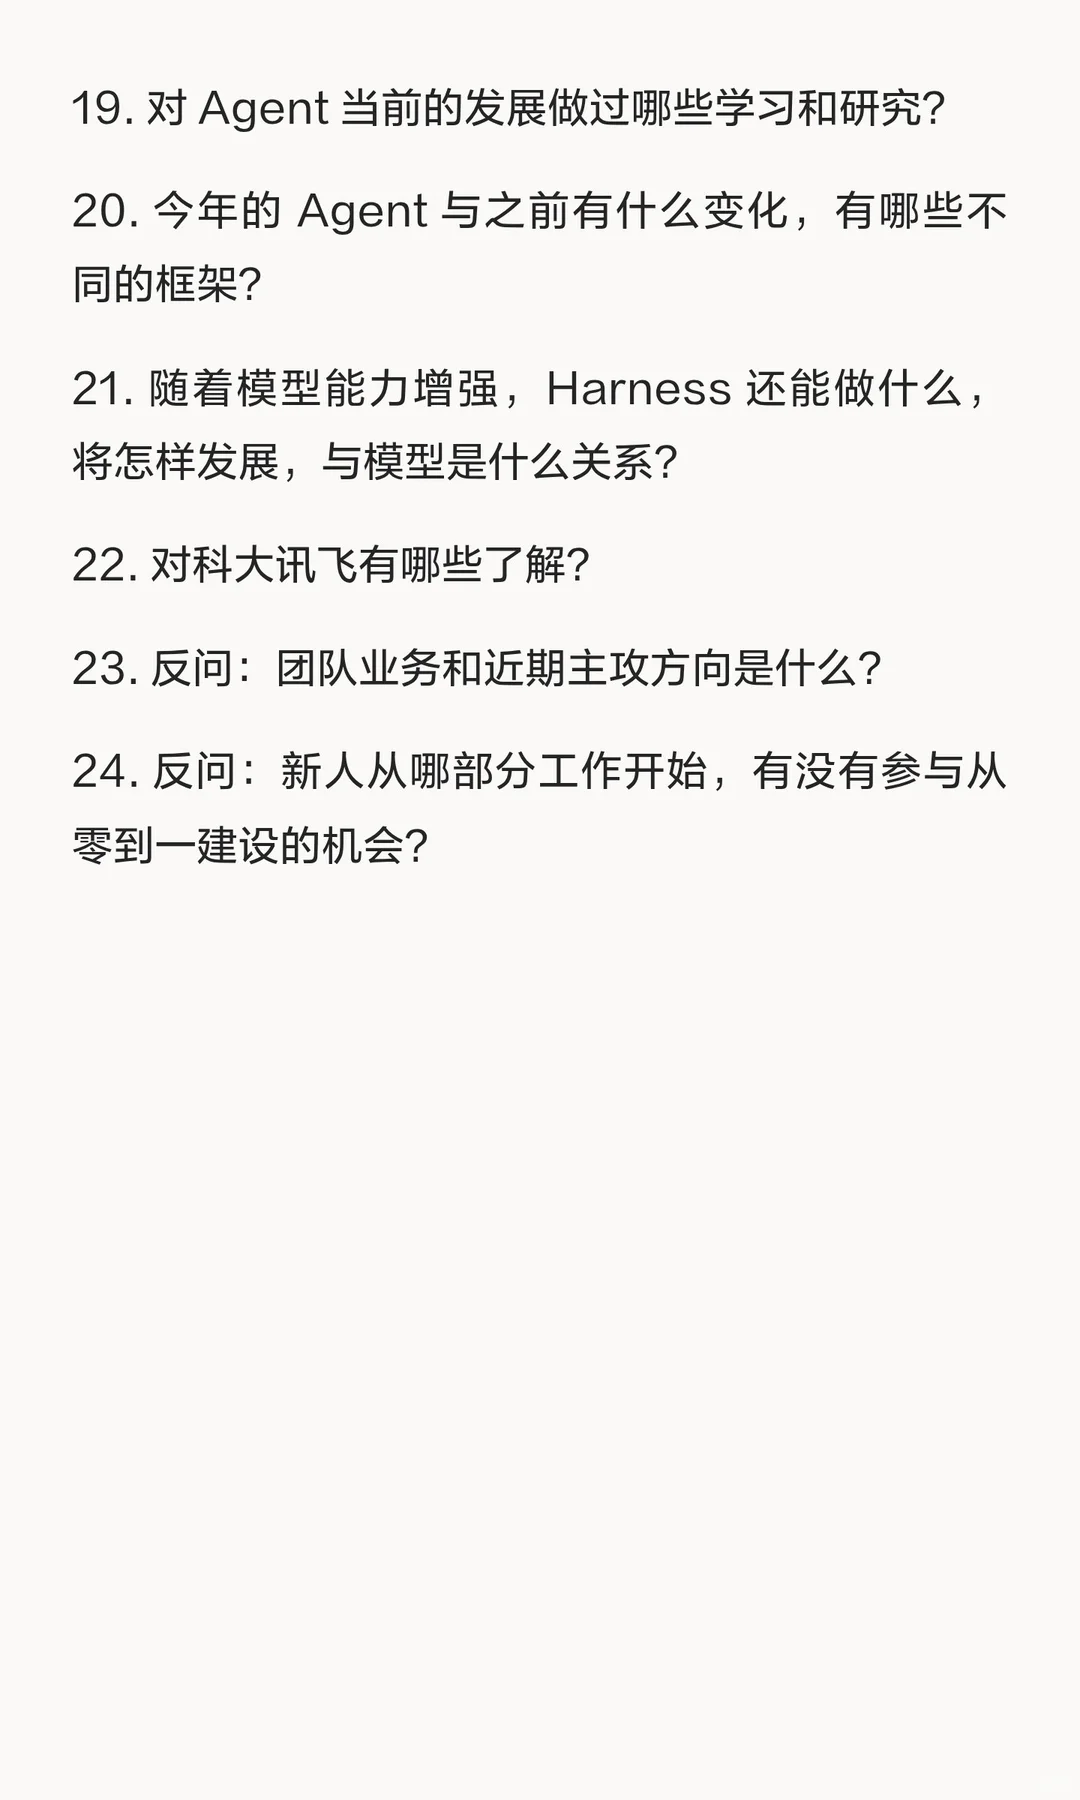 19. 对 Agent 当前的发展做过哪些学习和研究？
20. 今年的 Agent 与之前有什么变化，有哪些不
同的框架？
21. 随着模型能力增强，Harness 还能做什么，
将怎样发展，与模型是什么关系？
22. 对科大讯飞有哪些了解？
23. 反问：团队业务和近期主攻方向是什么？
24. 反问：新人从哪部分工作开始，有没有参与从
零到一建设的机会？